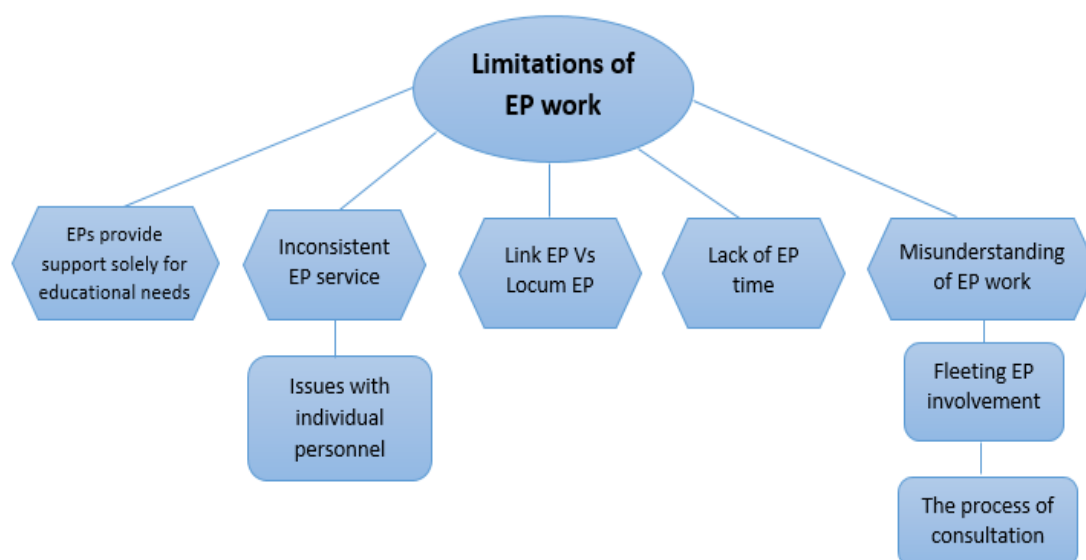 Limitations of
EP work
EPs provide
support solely for
educational needs
Inconsistent
EP service
Link EP Vs
Locum EP
Lack of EP
time
Misunderstanding
of EP work
Issues with
individual
personnel
Fleeting EP
involvement
The process of
consultation